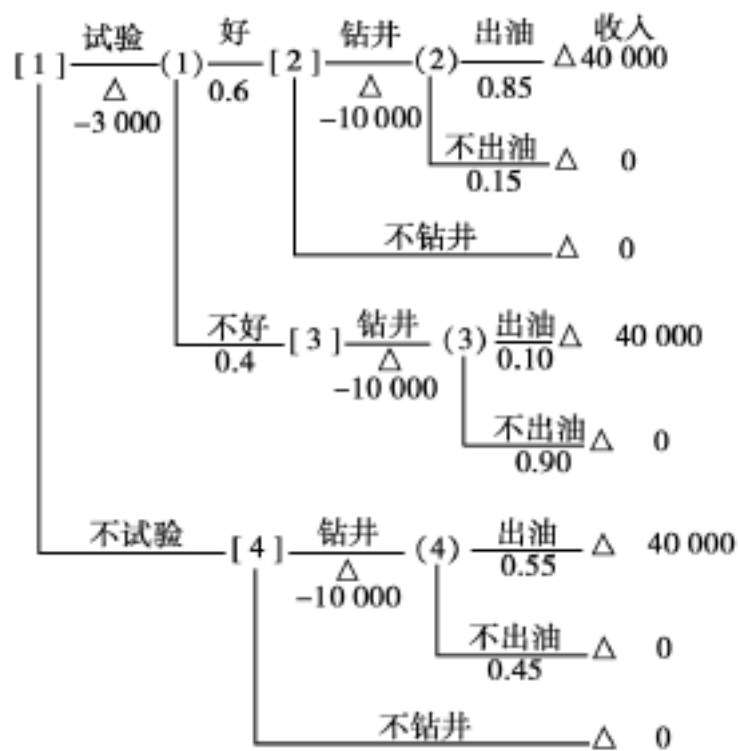 试验 好 钻井 出油 收入
[1] (1) [2] (2) △ 40 000
△ 0.6 △ 0.85
-3 000 -10 000
不出油 △ 0
0.15
不钻井 △ 0
不好 [3] 钻井 (3) 出油 △ 40 000
0.4 △ 0.10
-10 000
不出油 △ 0
0.90
不试验 [4] 钻井 (4) 出油 △ 40 000
△ 0.55
-10 000
不出油 △ 0
0.45
不钻井 △ 0